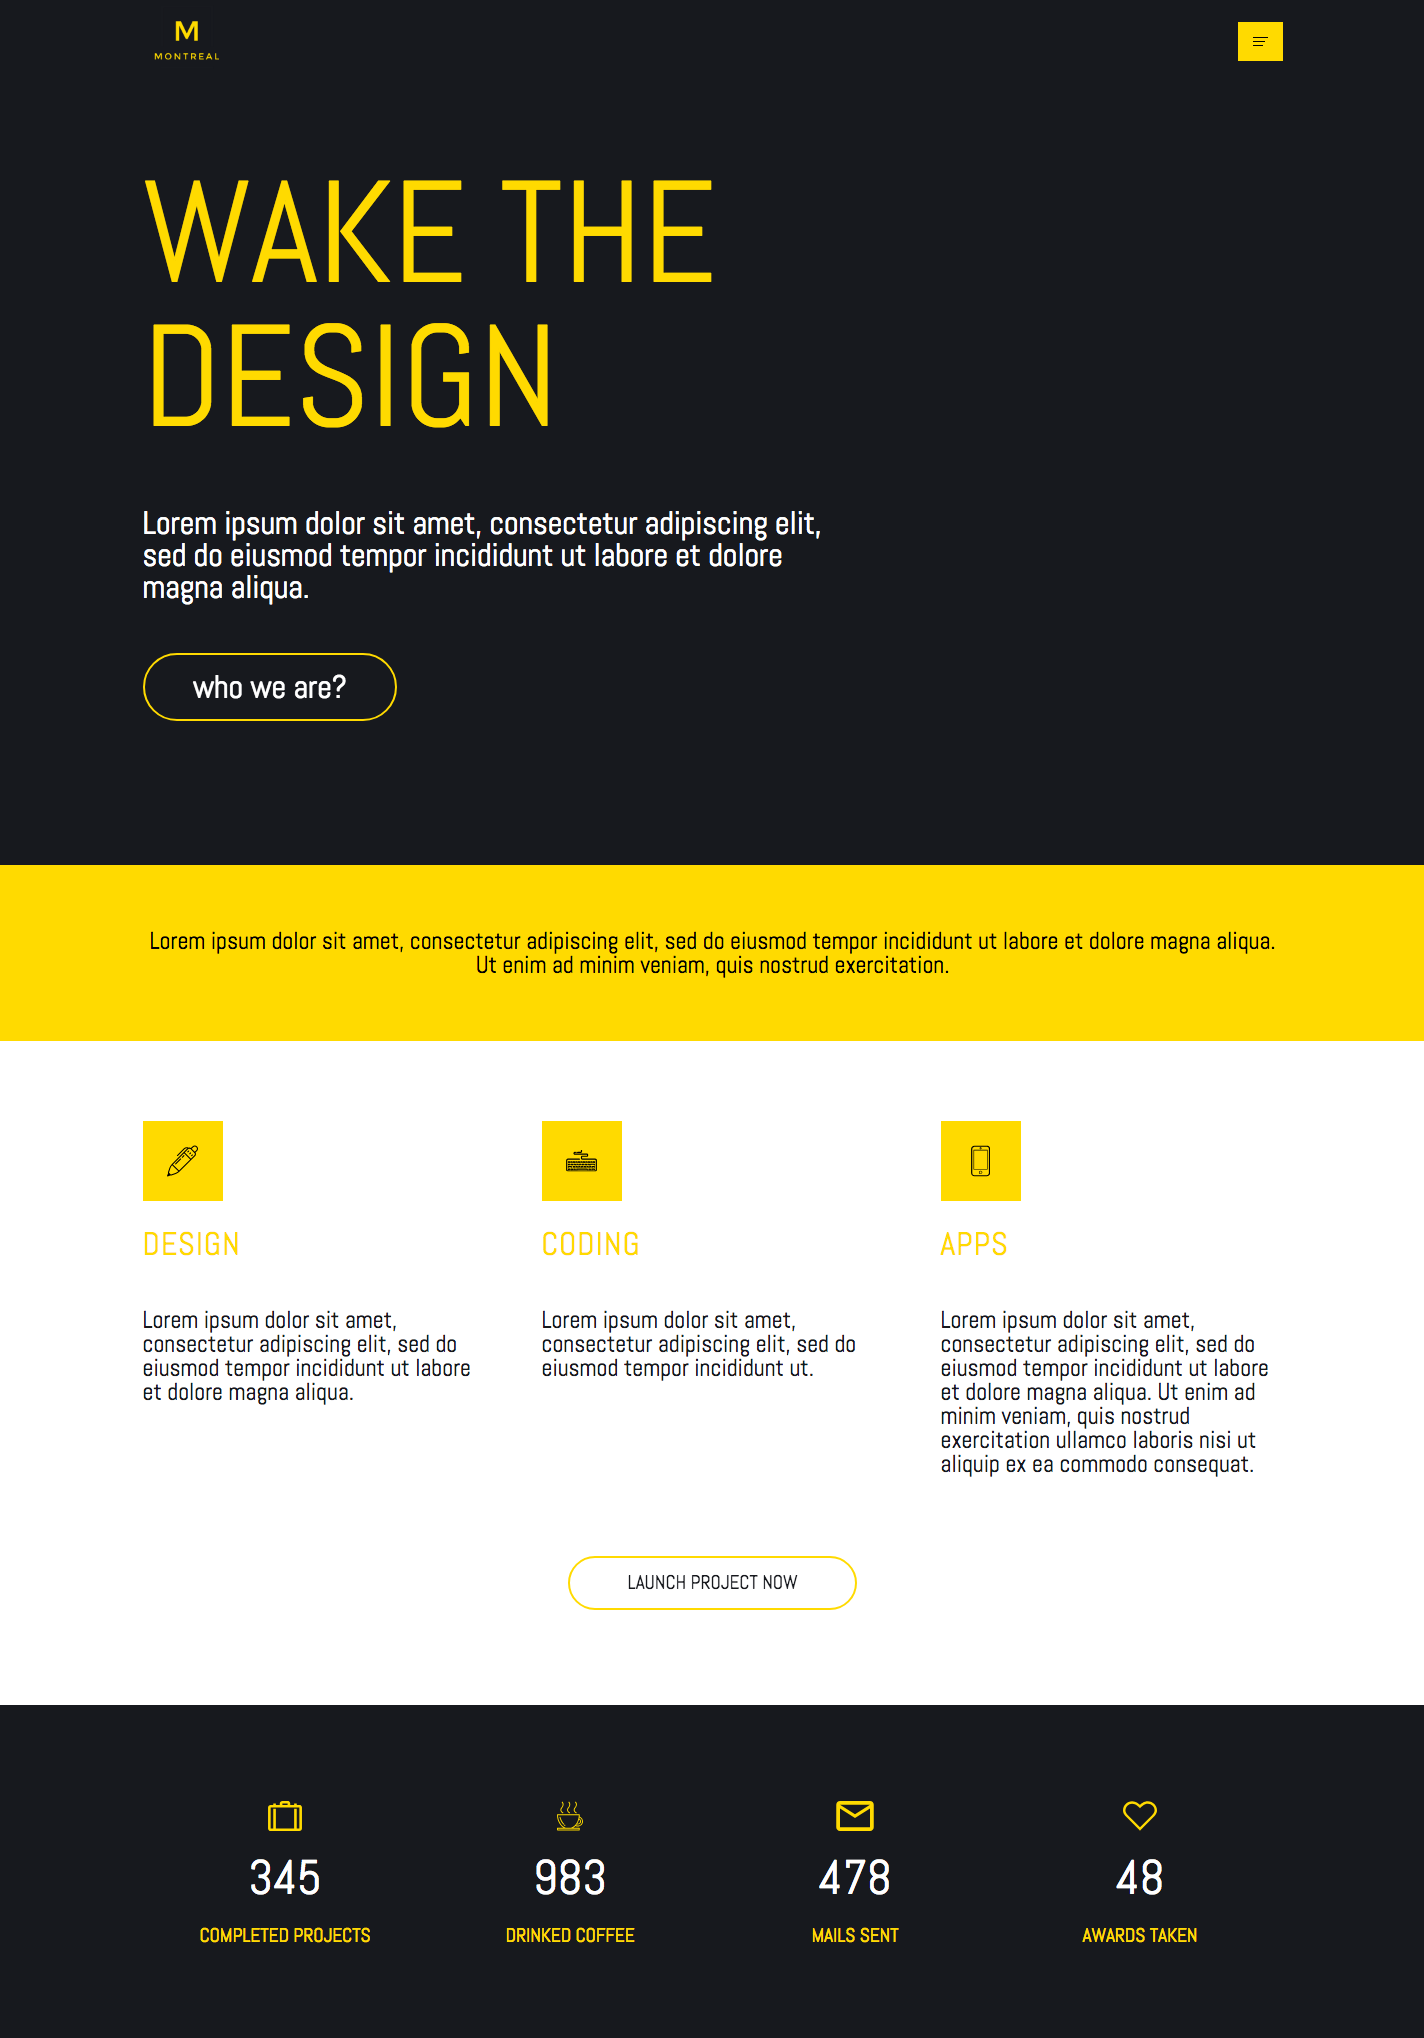 M
MONTREAL
WAKE THE
DESIGN
Lorem ipsum dolor sit amet, consectetur adipiscing elit,
sed do eiusmod tempor incididunt ut labore et dolore
magna aliqua.
who we are?
Lorem ipsum dolor sit amet, consectetur adipiscing elit, sed do eiusmod tempor incididunt ut labore et dolore magna aliqua.
Ut enim ad minim veniam, quis nostrud exercitation.
DESIGN
Lorem ipsum dolor sit amet,
consectetur adipiscing elit, sed do
eiusmod tempor incididunt ut labore
et dolore magna aliqua.
CODING
Lorem ipsum dolor sit amet,
consectetur adipiscing elit, sed do
eiusmod tempor incididunt ut.
APPS
Lorem ipsum dolor sit amet,
consectetur adipiscing elit, sed do
eiusmod tempor incididunt ut labore
et dolore magna aliqua. Ut enim ad
minim veniam, quis nostrud
exercitation ullamco laboris nisi ut
aliquip ex ea commodo consequat.
LAUNCH PROJECT NOW
345
COMPLETED PROJECTS
983
DRINKED COFFEE
478
MAILS SENT
48
AWARDS TAKEN